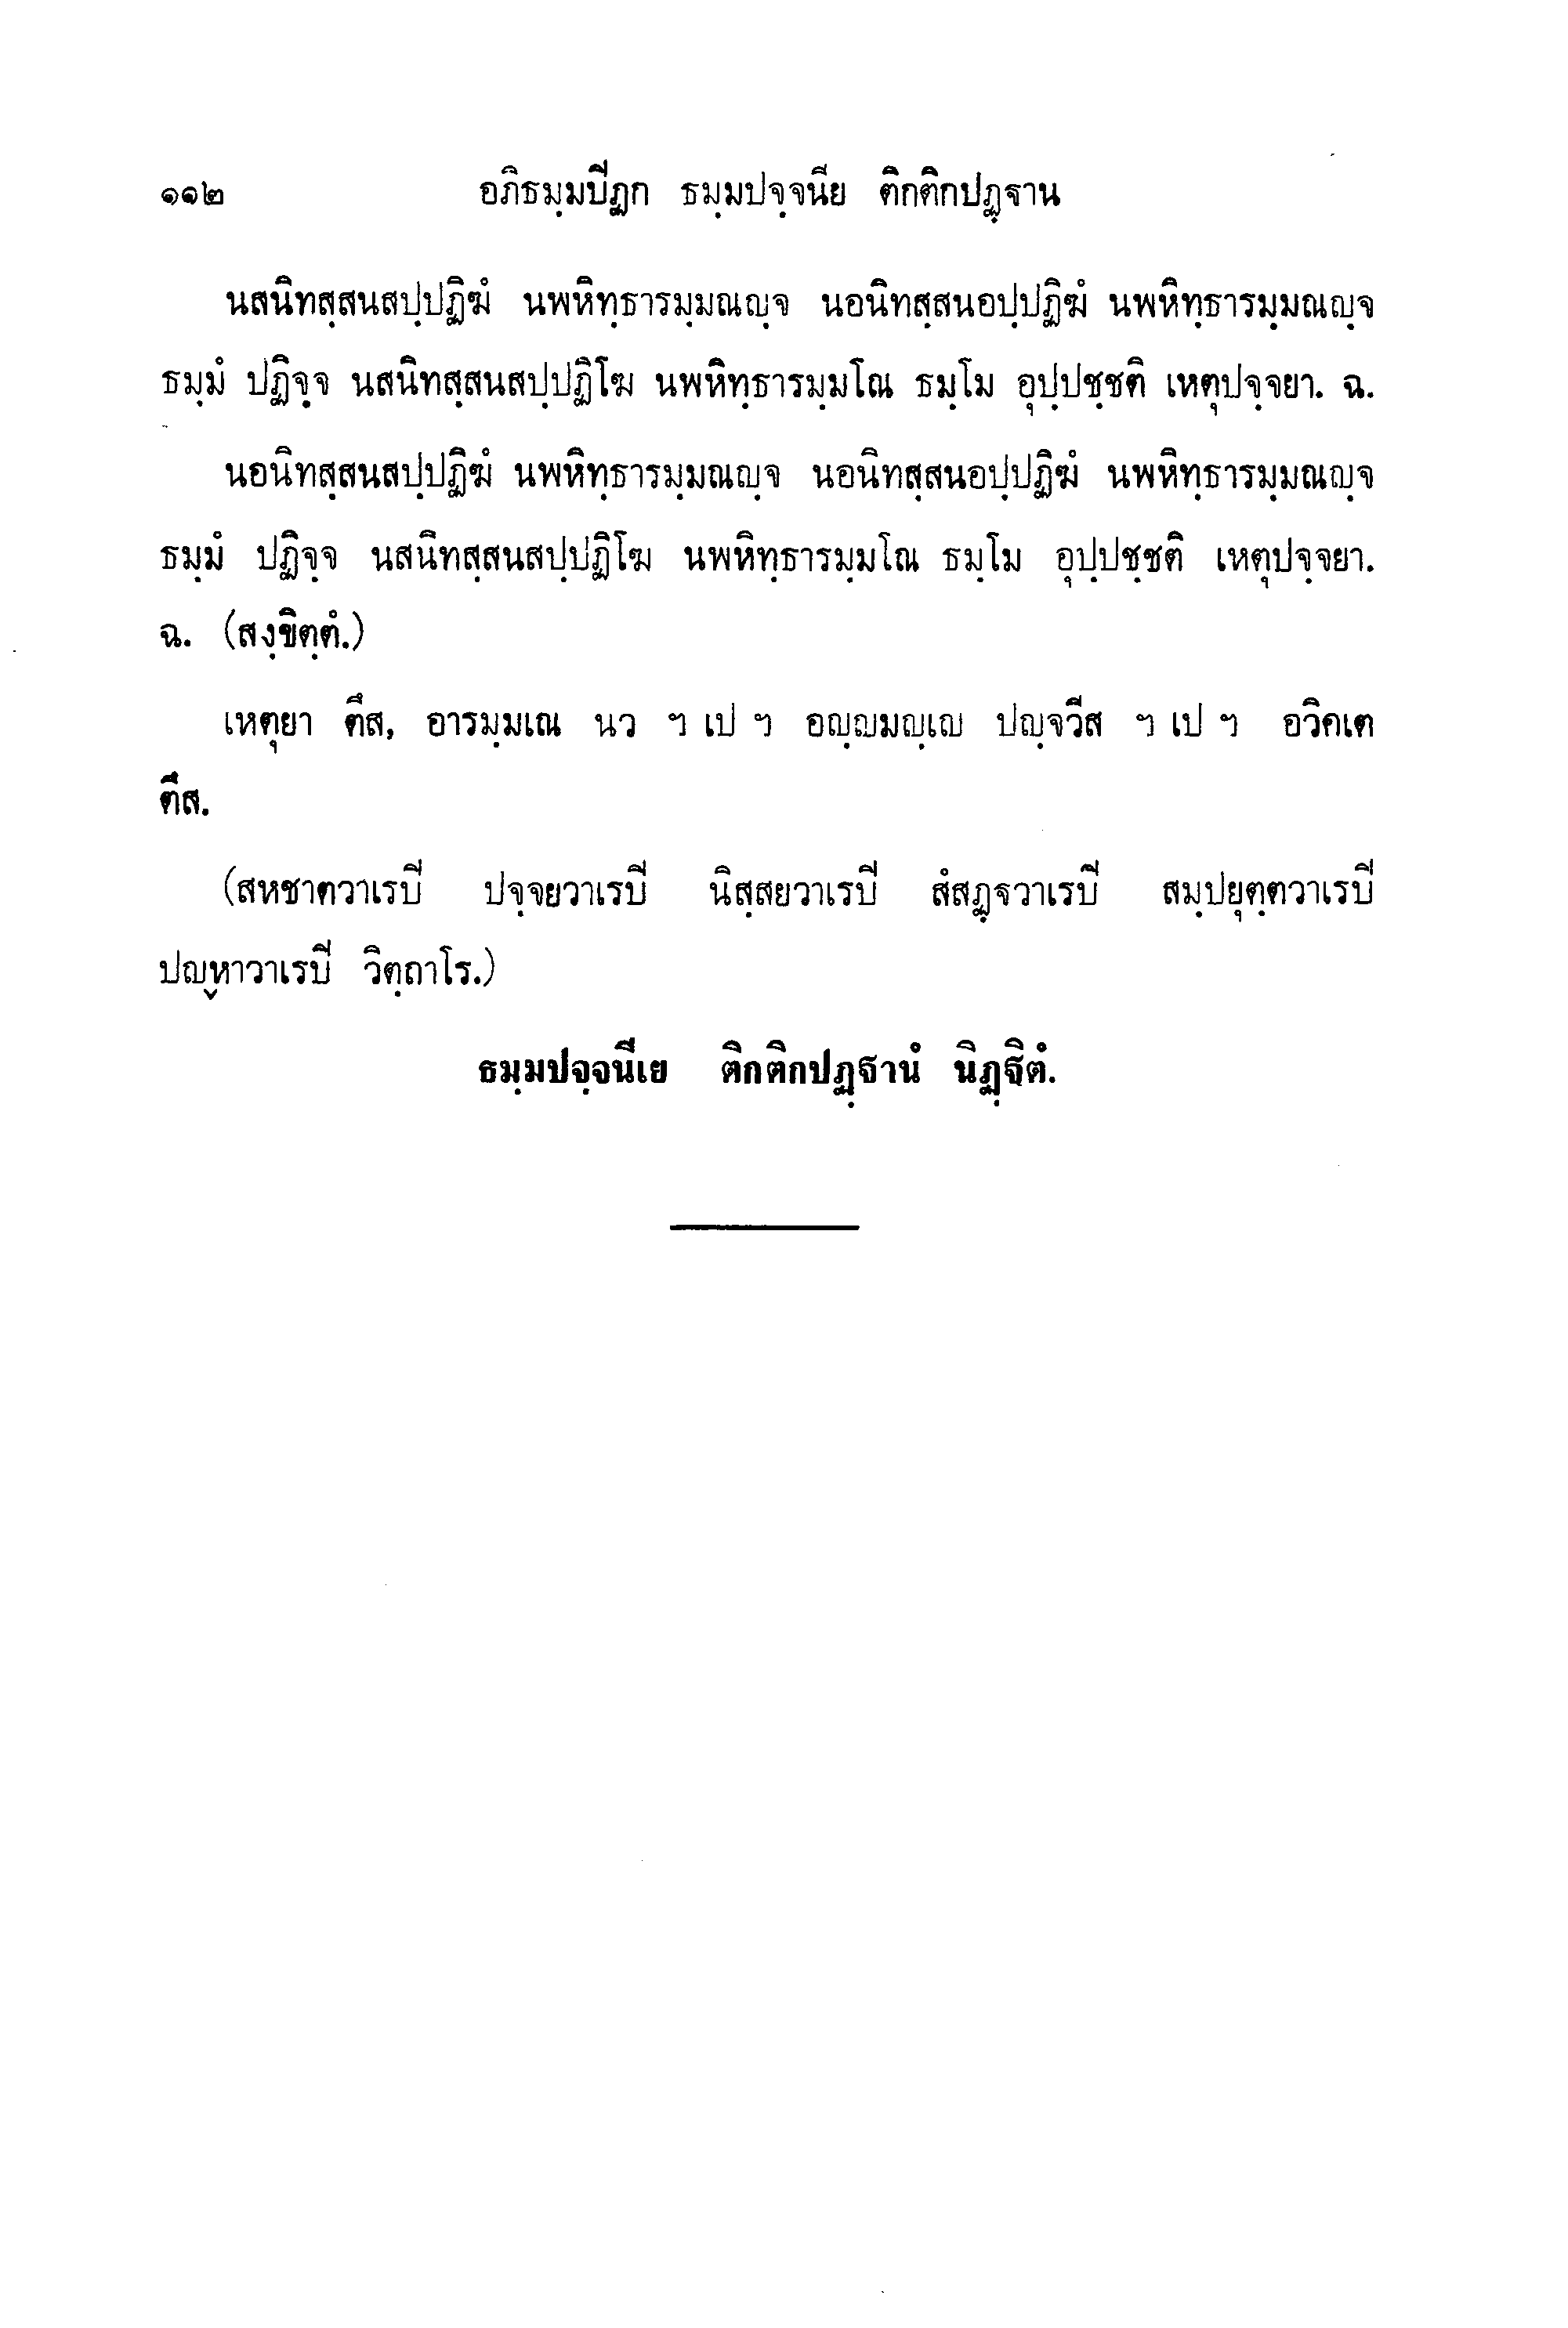 ๑๑๒ อภิธมฺมปีฏก ธมฺมปจฺจนีย ติกติกปฏฺฐาน
นสนิทสฺสนสปฺปฏิฆํ นพหิทฺธารมฺมณญฺจ นอนิทสฺสนอปฺปฏิฆํ นพหิทฺธารมฺมณญฺจ
ธมฺมํ ปฏิจฺจ นสนิทสฺสนสปฺปฏิโฆ นพหิทฺธารมฺมโณ ธมฺโม อุปฺปชฺชติ เหตุปจฺจยา. ฉ.
นอนิทสฺสนสปฺปฏิฆํ นพหิทฺธารมฺมณญฺจ นอนิทสฺสนอปฺปฏิฆํ นพหิทฺธารมฺมณญฺจ
ธมฺมํ ปฏิจฺจ นสนิทสฺสนสปฺปฏิโฆ นพหิทฺธารมฺมโณ ธมฺโม อุปฺปชฺชติ เหตุปจฺจยา.
ฉ. (สงฺขิตฺตํ.)
เหตุยา ตึส, อารมฺมเณ นว ฯ เป ฯ อญฺญมญฺเญ ปญฺจวีส ฯ เป ฯ อวิคเต
ตึส.
(สหชาตวาเรปี ปจฺจยวาเรปี นิสฺสยวาเรปี สํสฏฺฐวาเรปี สมฺปยุตฺตวาเรปี
ปญฺหาวาเรปี วิตฺถาโร.)
ธมฺมปจฺจนีเย ติกติกปฏฺฐานํ นิฏฺฐิตํ.